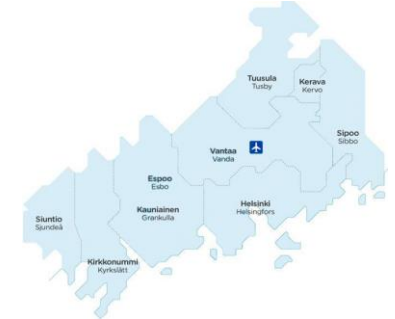 Tuusula
Tusby
Kerava
Kervo
Sipoo
Sibbo
Vantaa
Vanda
Espoo
Esbo
Kauniainen
Grankulla
Helsinki
Helsingfors
Siuntio
Sjundeå
Kirkkonummi
Kyrkslätt